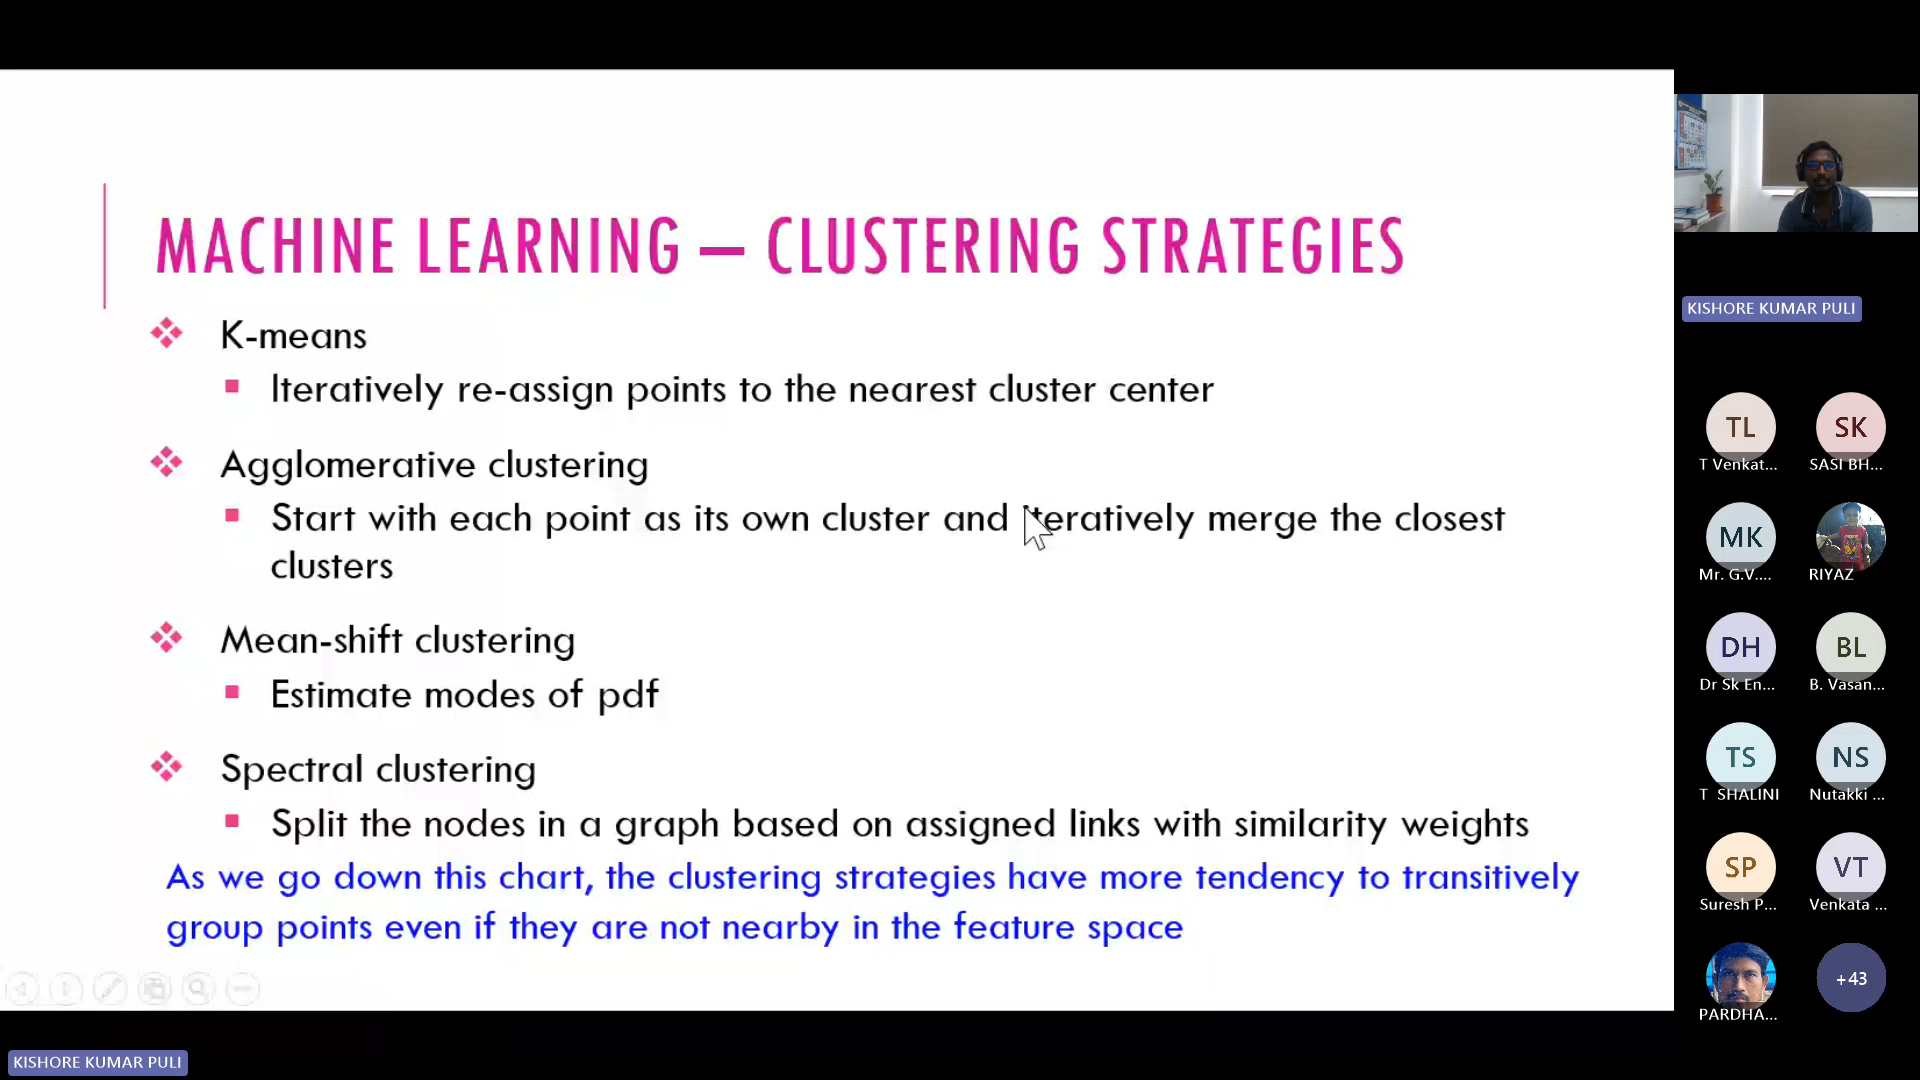 MACHINE LEARNING – CLUSTERING STRATEGIES
K-means
Iteratively re-assign points to the nearest cluster center
Agglomerative clustering
Start with each point as its own cluster and iteratively merge the closest
clusters
Mean-shift clustering
Estimate modes of pdf
Spectral clustering
Split the nodes in a graph based on assigned links with similarity weights
As we go down this chart, the clustering strategies have more tendency to transitively
group points even if they are not nearby in the feature space
KISHORE KUMAR PULI
KISHORE KUMAR PULI
TL
T Venkat...
SK
SASI BH...
MK
Mr. G.V....
RIYAZ
DH
Dr Sk En...
BL
B. Vasan...
TS
T SHALINI
NS
Nutakki ...
SP
Suresh P...
VT
Venkata ...
PARDHA...
+43